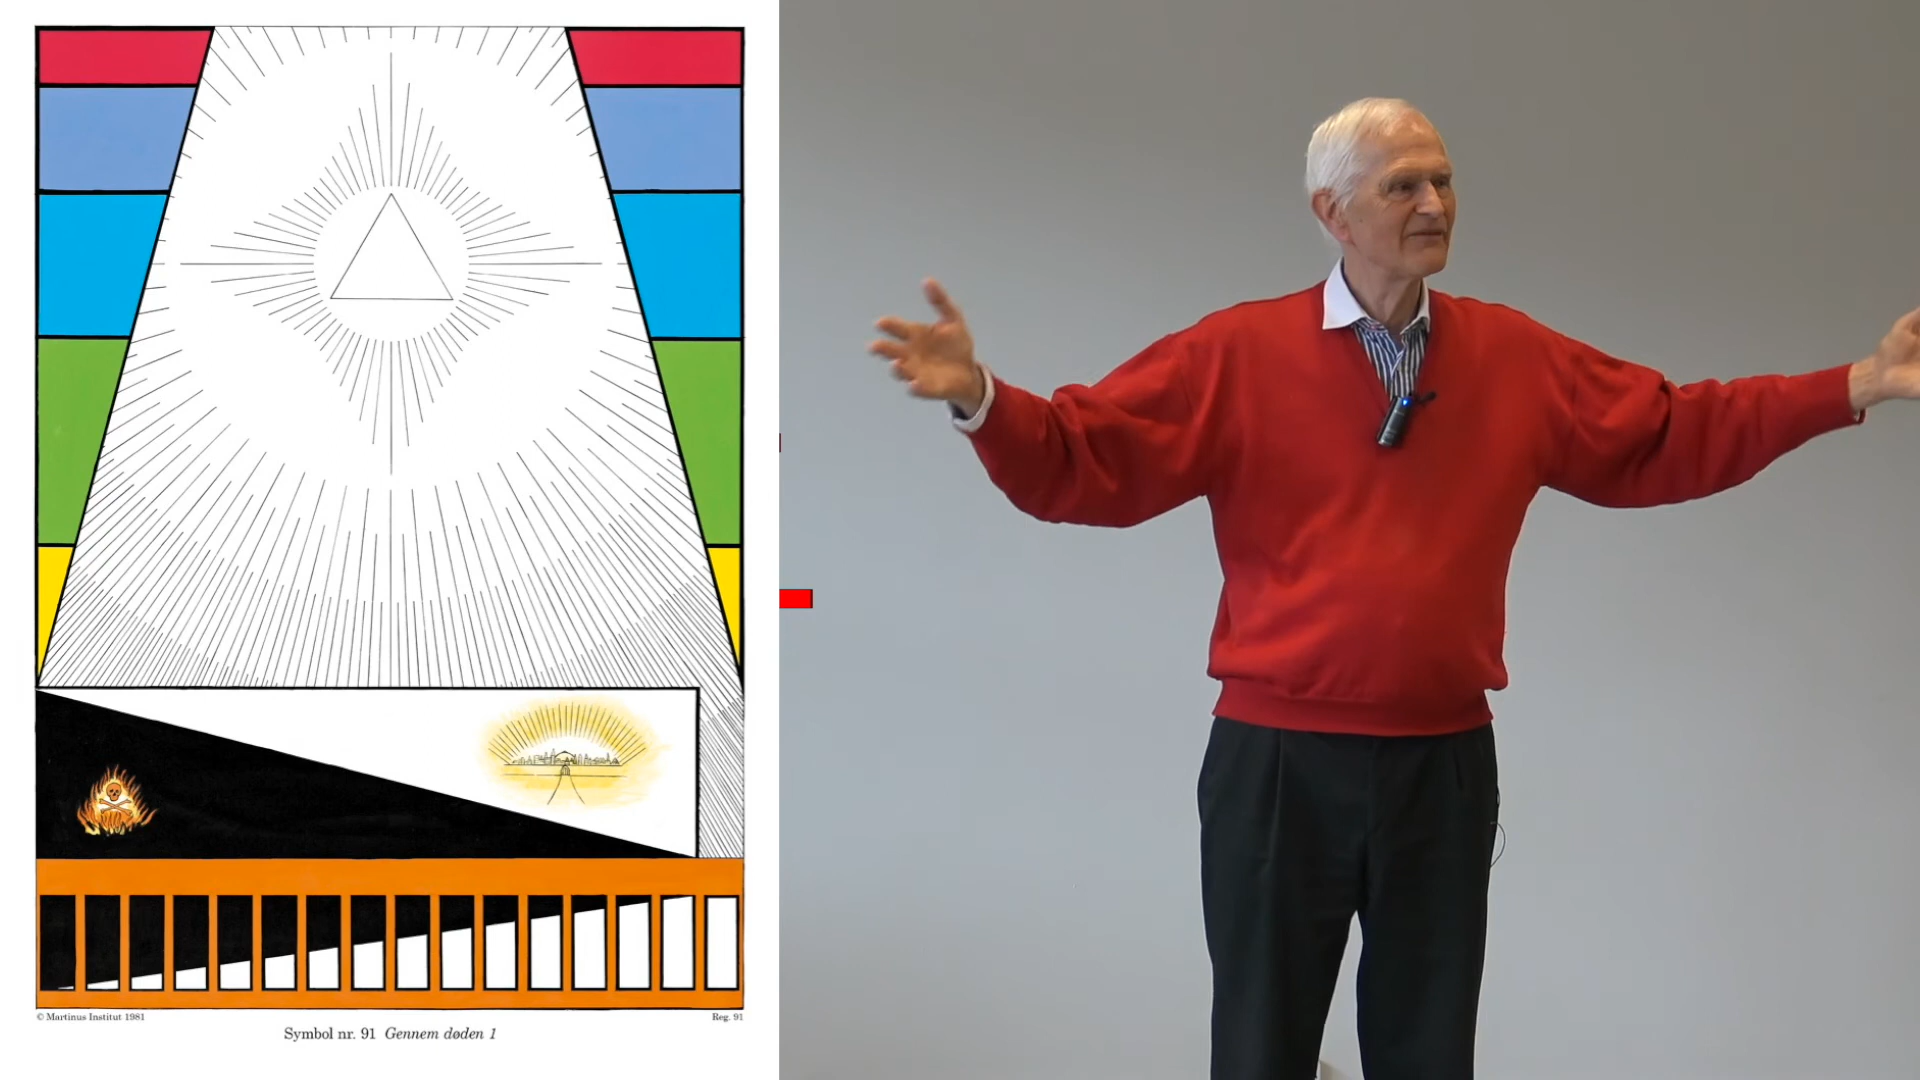 © Martinus Institut 1981
Reg. 91
Symbol nr. 91 Gennem døden 1